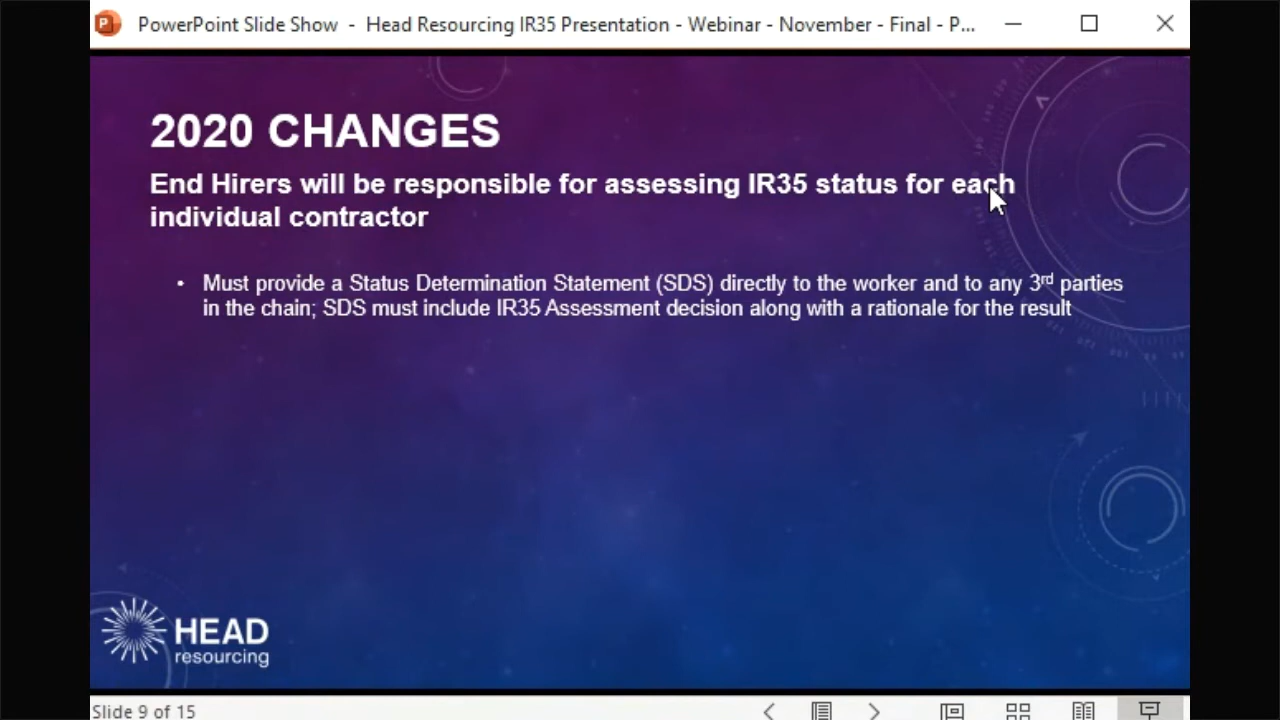 PowerPoint Slide Show - Head Resourcing IR35 Presentation - Webinar - November - Final - P...
2020 CHANGES
End Hirers will be responsible for assessing IR35 status for each
individual contractor
• Must provide a Status Determination Statement (SDS) directly to the worker and to any 3rd parties
in the chain; SDS must include IR35 Assessment decision along with a rationale for the result
HEAD
resourcing
Slide 9 of 15